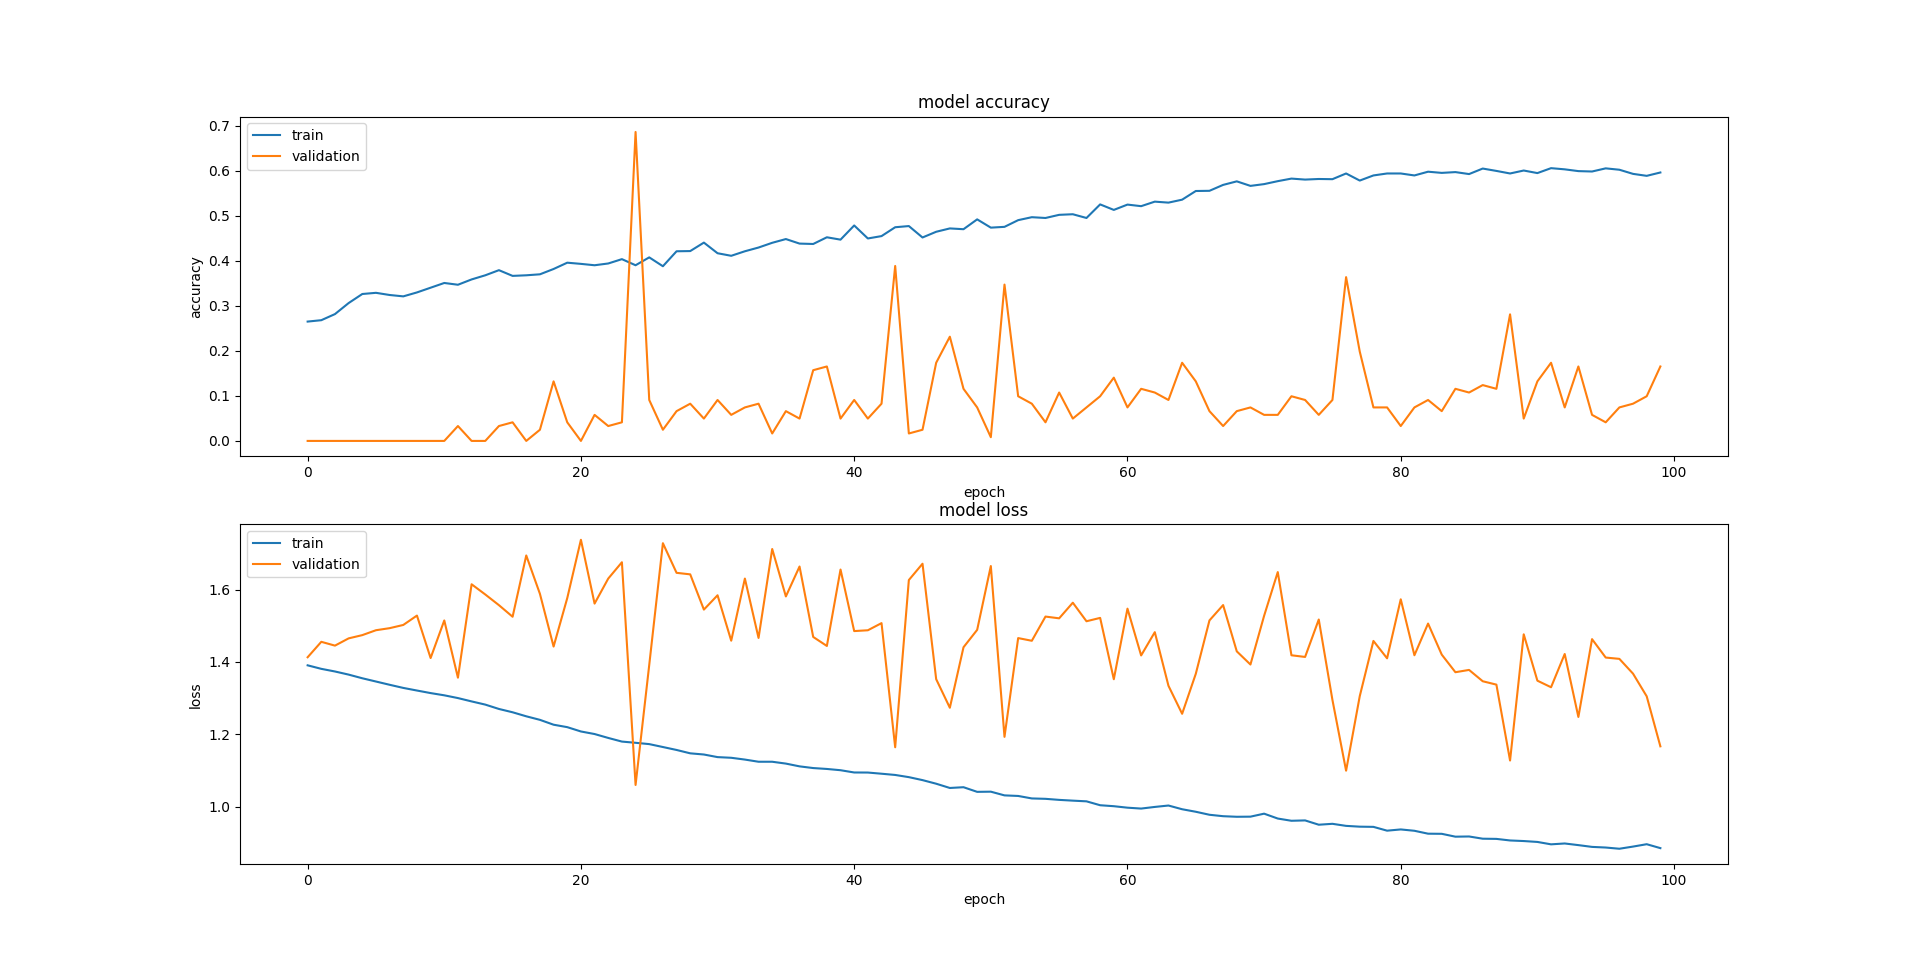 model accuracy
train
validation
0.7
0.6
0.5
0.4
0.3
0.2
0.1
0.0
accuracy
0 20 40 60 80 100
epoch
model loss
train
validation
1.6
1.4
1.2
1.0
loss
0 20 40 60 80 100
epoch